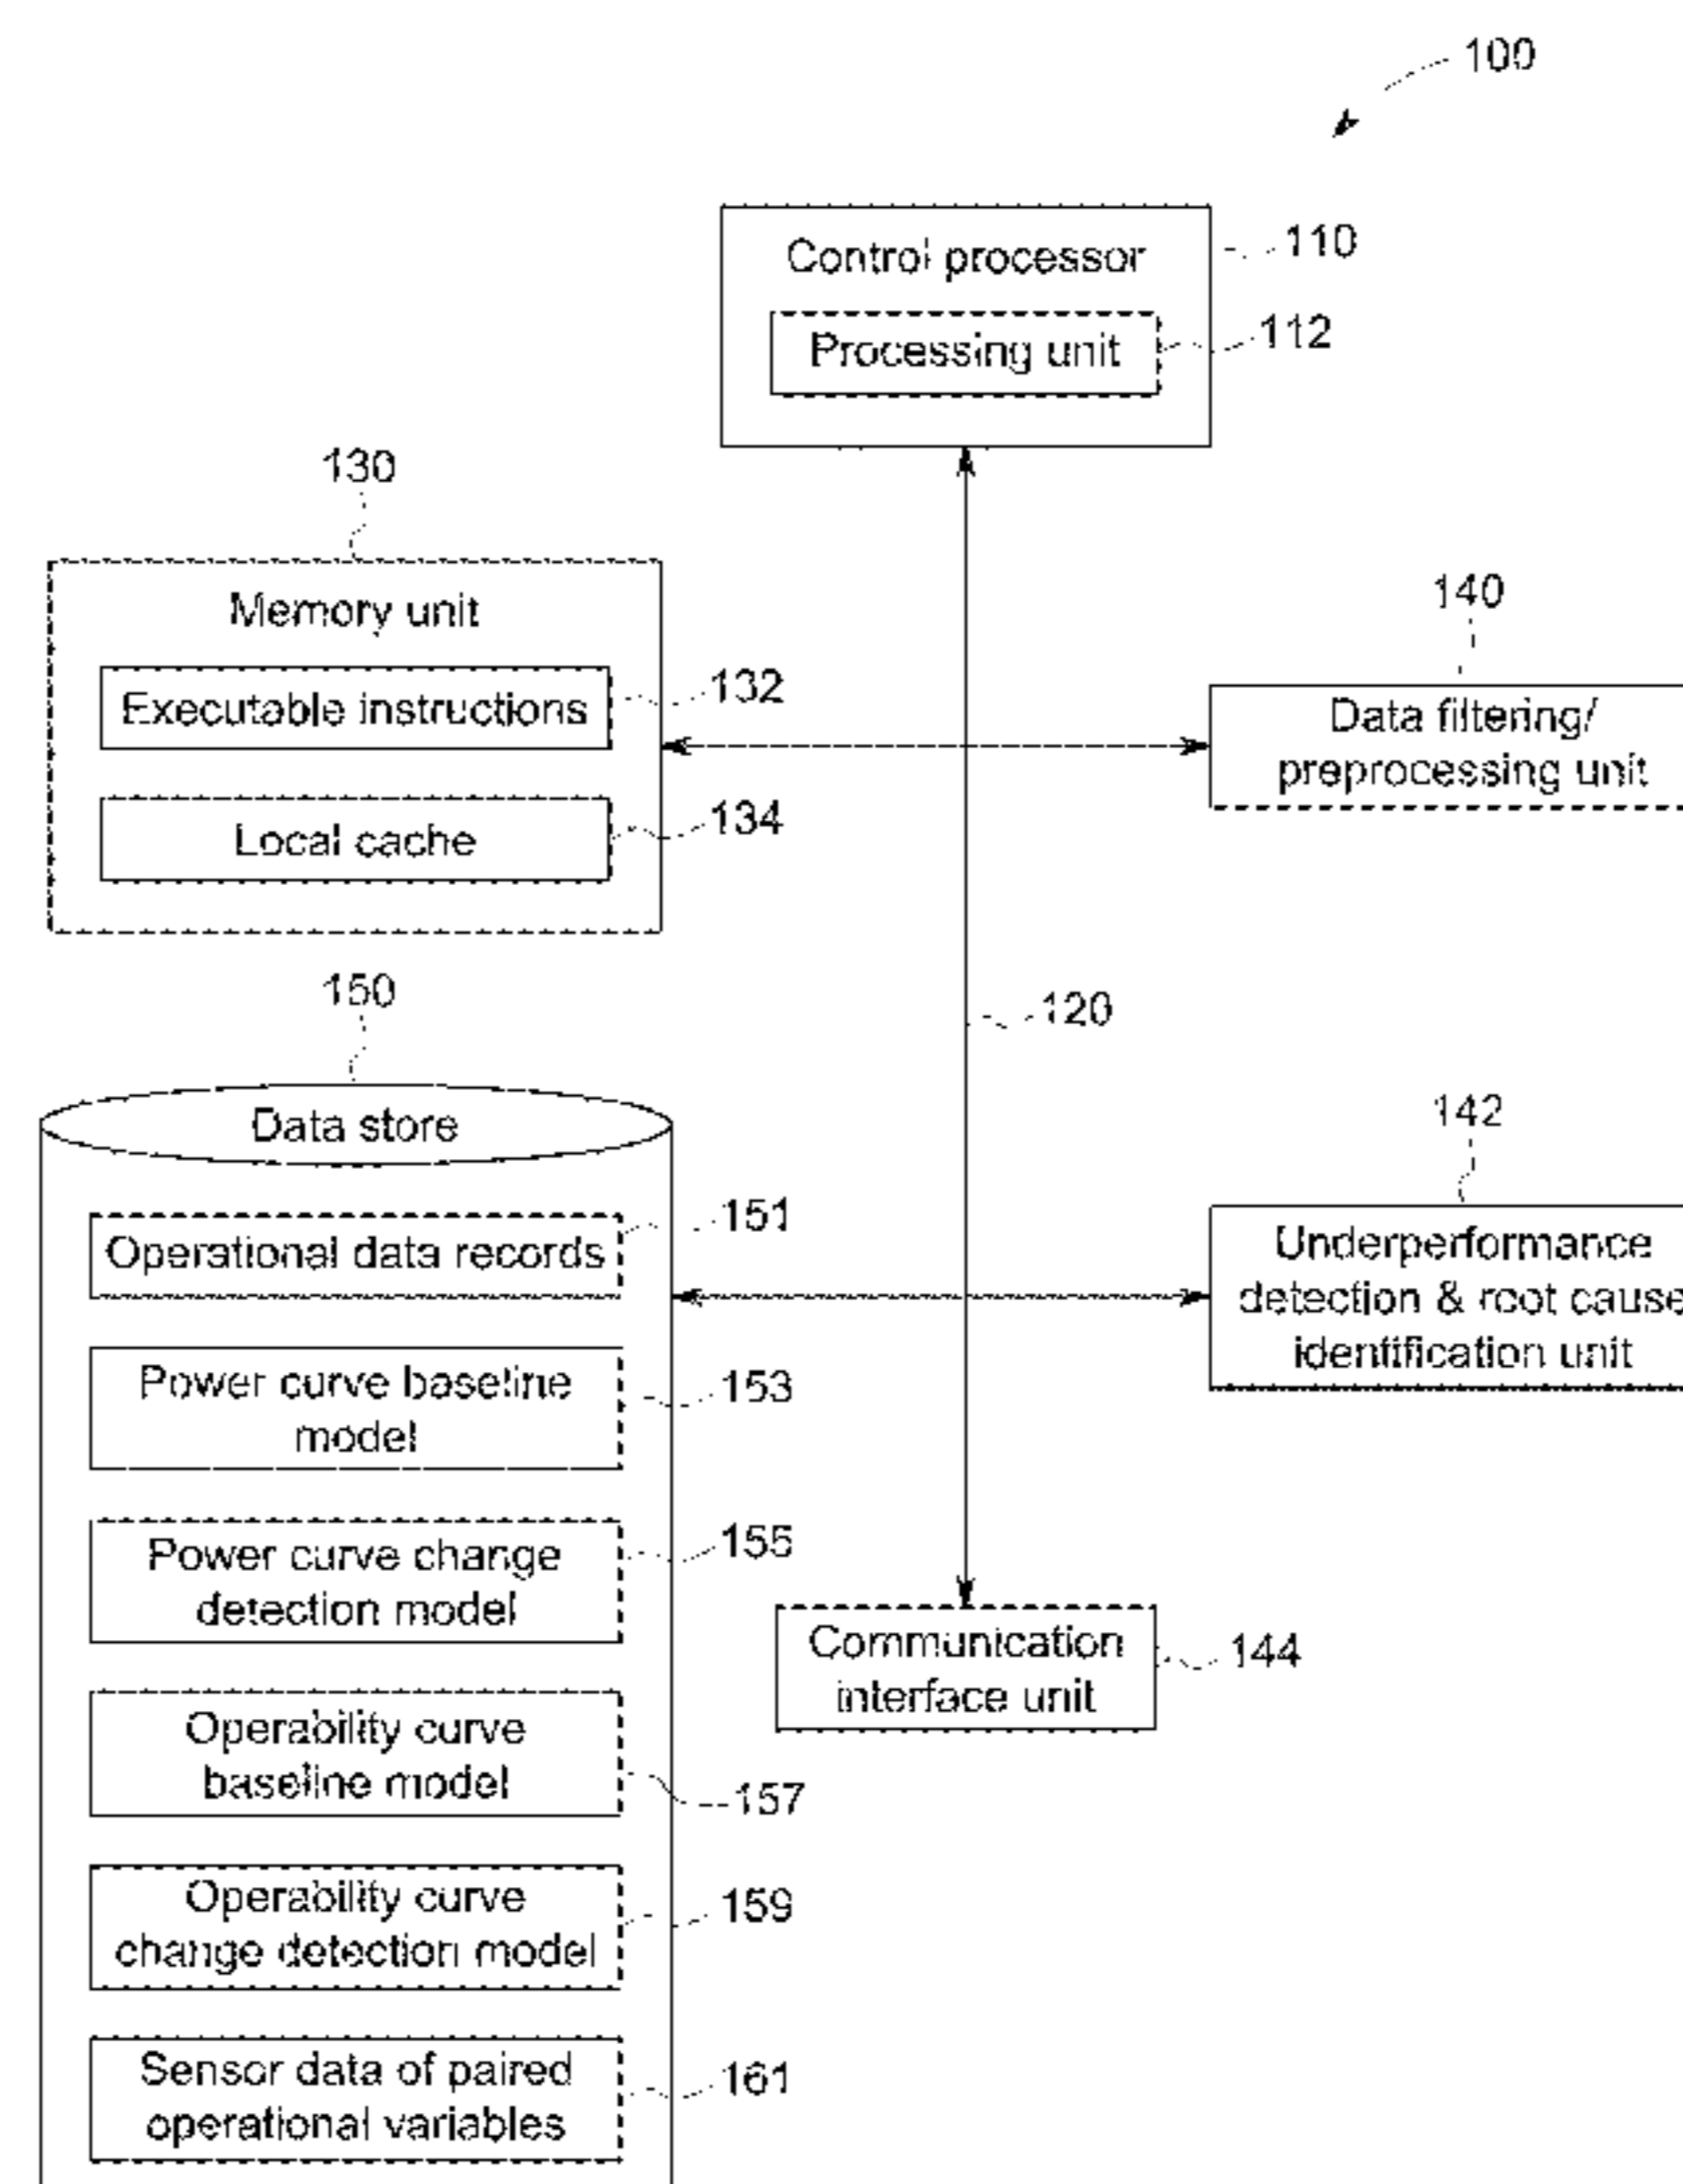 100
Control processor
110
Processing unit
112
130
Memory unit
Executable instructions
132
Local cache
134
140
Data filtering/
preprocessing unit
120
150
Data store
Operational data records
151
Power curve baseline
model
153
Power curve change
detection model
155
Operability curve
baseline model
157
Operability curve
change detection model
159
Sensor data of paired
operational variables
161
142
Underperformance
detection & root cause
identification unit
Communication
interface unit
144